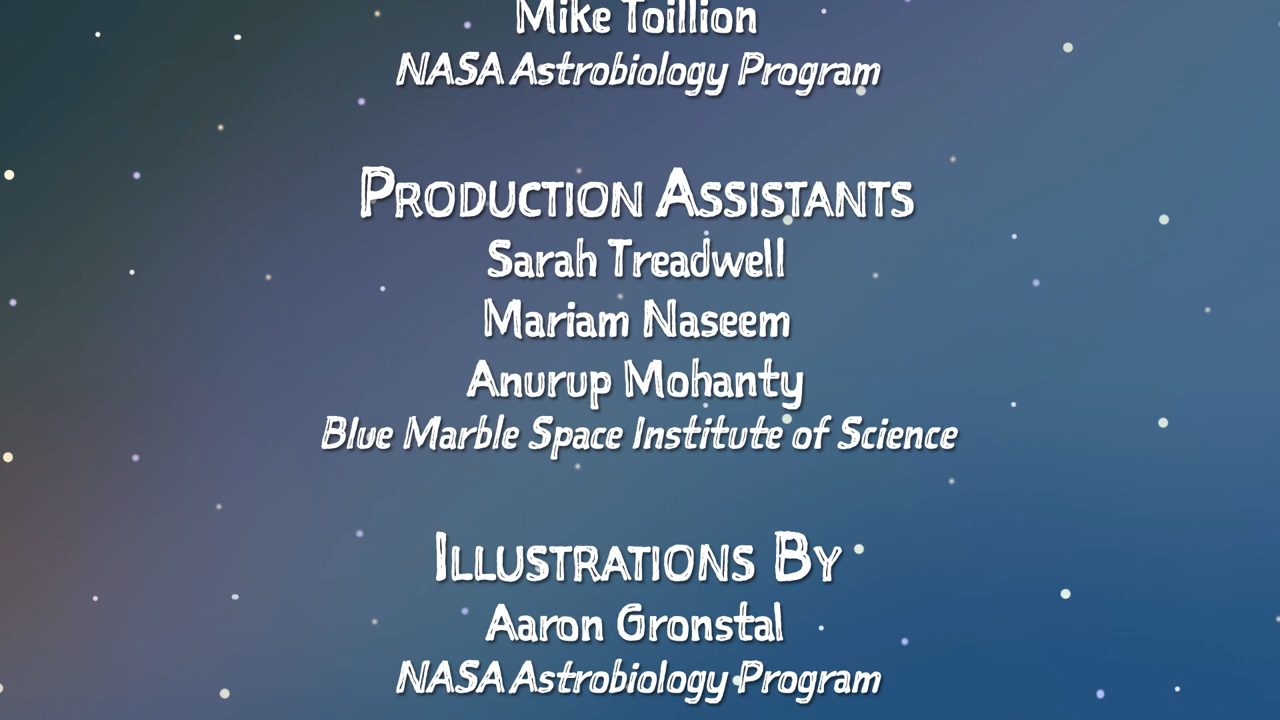 Mike Toillion
NASA Astrobiology Program
Production Assistants
Sarah Treadwell
Mariam Naseem
Anurup Mohanty
Blue Marble Space Institute of Science
Illustrations By
Aaron Gronstal
NASA Astrobiology Program